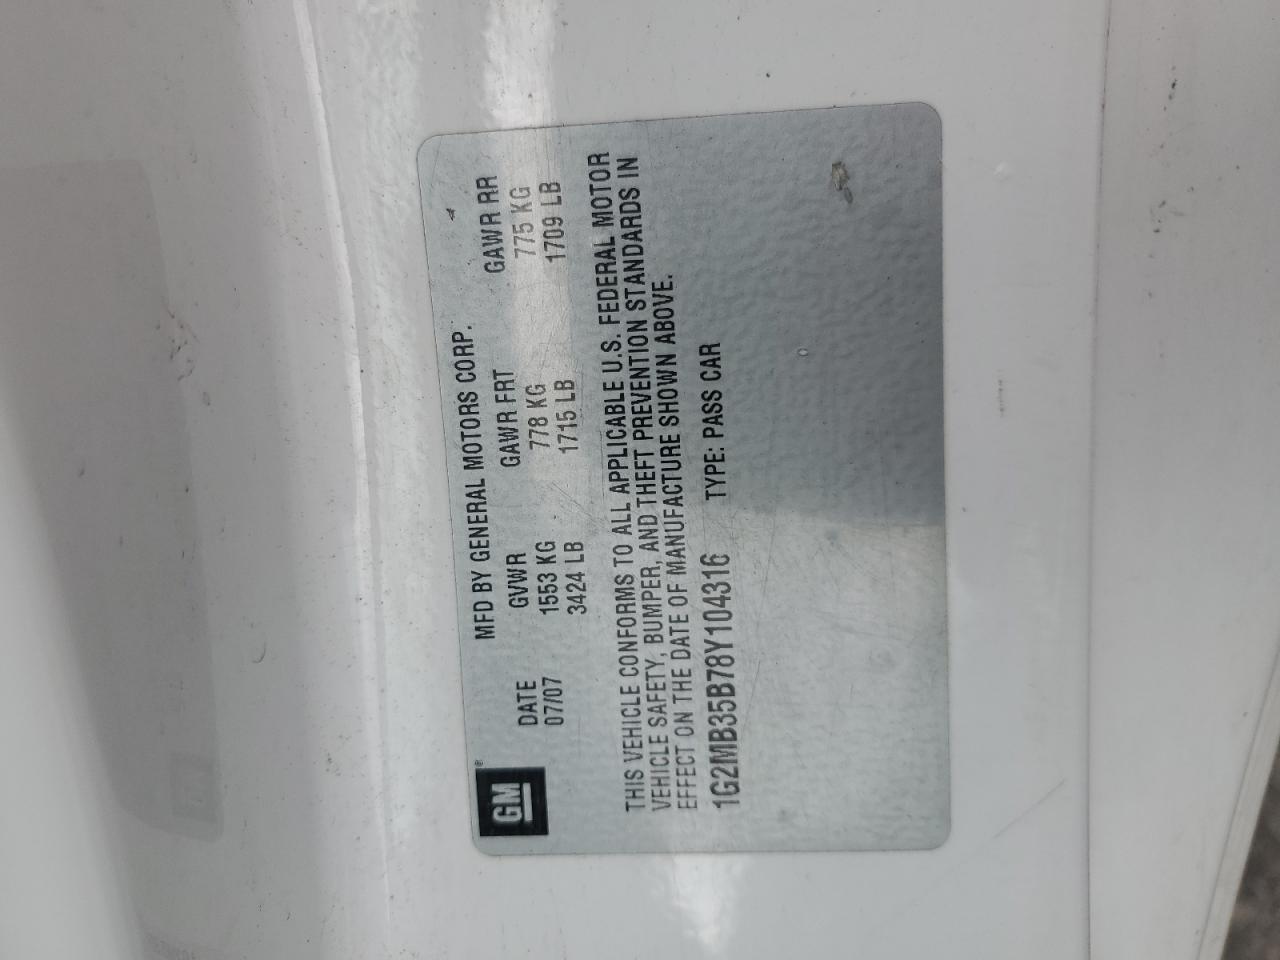 GM®
MFD BY GENERAL MOTORS CORP.
DATE GVWR GAWR FRT GAWR RR
07/07 1553 KG 778 KG 775 KG
3424 LB 1715 LB 1709 LB
THIS VEHICLE CONFORMS TO ALL APPLICABLE U.S. FEDERAL MOTOR
VEHICLE SAFETY, BUMPER, AND THEFT PREVENTION STANDARDS IN
EFFECT ON THE DATE OF MANUFACTURE SHOWN ABOVE.
1G2MB35B78Y104316 TYPE: PASS CAR